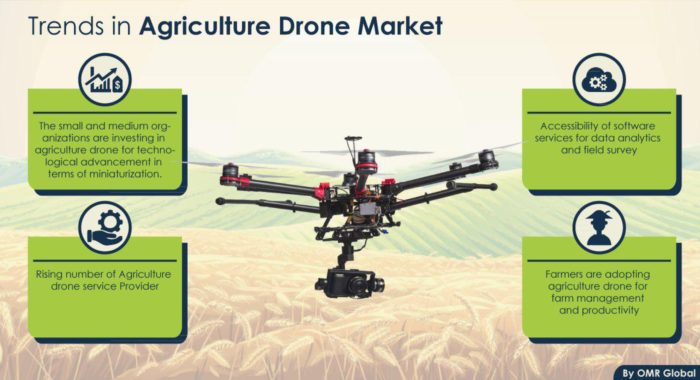 Trends in Agriculture Drone Market
The small and medium org-
anizations are investing in
agriculture drone for techno-
logical advancement in
terms of miniaturization.
Accessibility of software
services for data analytics
and field survey
Rising number of Agriculture
drone service Provider
Farmers are adopting
agriculture drone for
farm management
and productivity
By OMR Global